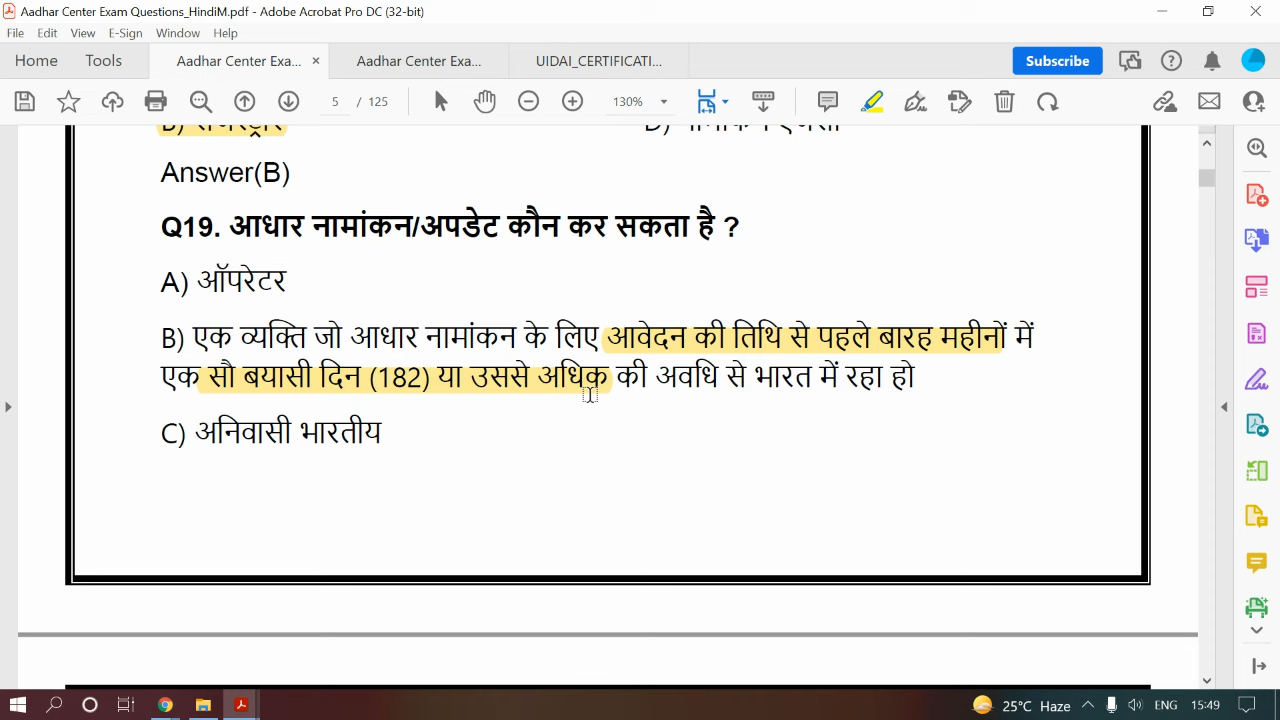 Aadhar Center Exam Questions_HindiM.pdf - Adobe Acrobat Pro DC (32-bit)
File Edit View E-Sign Window Help
Home Tools Aadhar Center Exa... × Aadhar Center Exa... UIDAI_CERTIFICATI... Subscribe
5 / 125 130%
Answer(B)
Q19. आधार नामांकन/अपडेट कौन कर सकता है ?
A) ऑपरेटर
B) एक व्यक्ति जो आधार नामांकन के लिए आवेदन की तिथि से पहले बारह महीनों में
एक सौ बयासी दिन (182) या उससे अधिक की अवधि से भारत में रहा हो
C) अनिवासी भारतीय
25°C Haze ENG 15:49